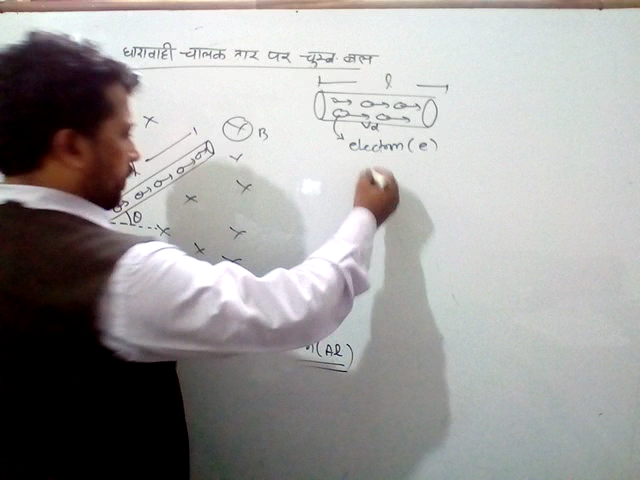 धारावाही चालक तार पर चुम्ब. बल
l
B
Vd
electron (e)
l
θ
(Al)